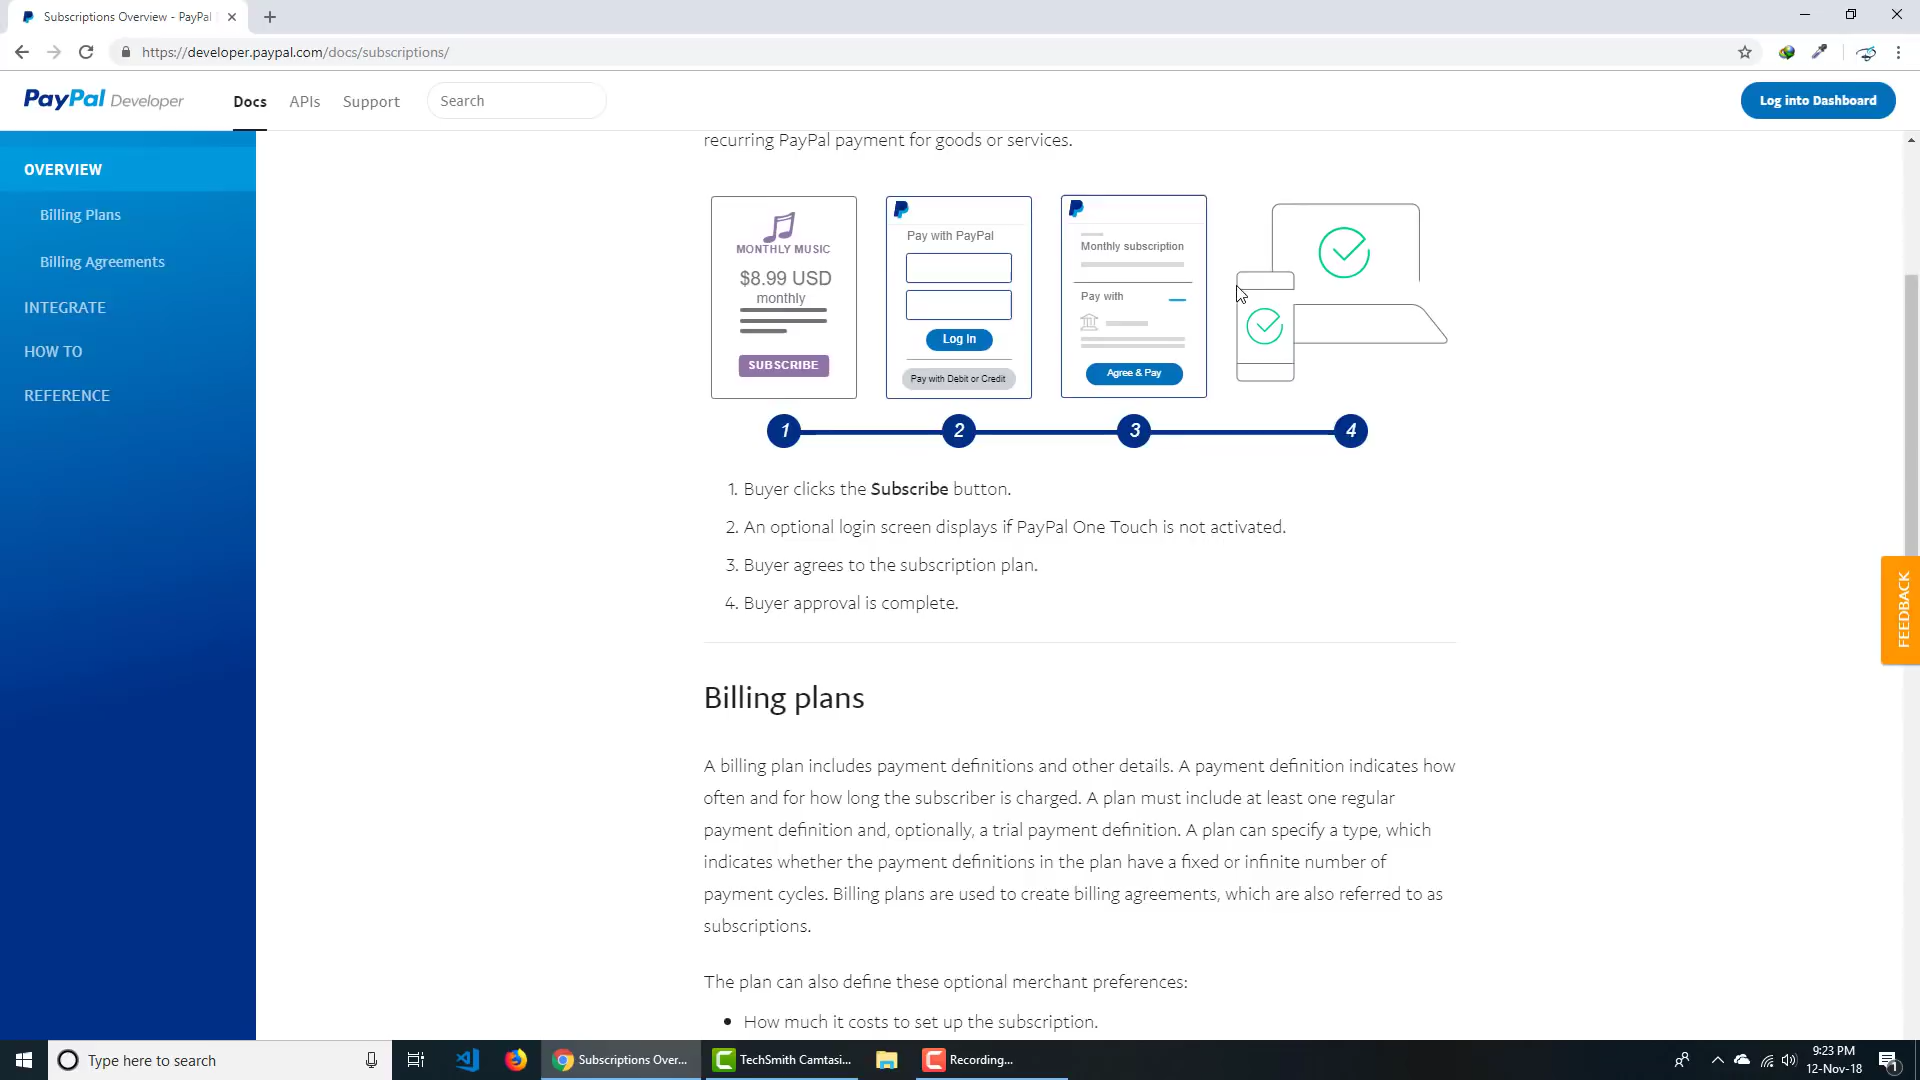 Subscriptions Overview - PayPal
https://developer.paypal.com/docs/subscriptions/
PayPal Developer
Docs
APIs
Support
Search
Log into Dashboard
OVERVIEW
Billing Plans
Billing Agreements
INTEGRATE
HOW TO
REFERENCE
recurring PayPal payment for goods or services.
MONTHLY MUSIC
$8.99 USD
monthly
SUBSCRIBE
Pay with PayPal
Log In
Pay with Debit or Credit
Monthly subscription
Pay with
Agree & Pay
1
2
3
4
1. Buyer clicks the Subscribe button.
2. An optional login screen displays if PayPal One Touch is not activated.
3. Buyer agrees to the subscription plan.
4. Buyer approval is complete.
Billing plans
A billing plan includes payment definitions and other details. A payment definition indicates how
often and for how long the subscriber is charged. A plan must include at least one regular
payment definition and, optionally, a trial payment definition. A plan can specify a type, which
indicates whether the payment definitions in the plan have a fixed or infinite number of
payment cycles. Billing plans are used to create billing agreements, which are also referred to as
subscriptions.
The plan can also define these optional merchant preferences:
• How much it costs to set up the subscription.
FEEDBACK
Type here to search
Subscriptions Over...
TechSmith Camtasi...
Recording...
9:23 PM
12-Nov-18
1